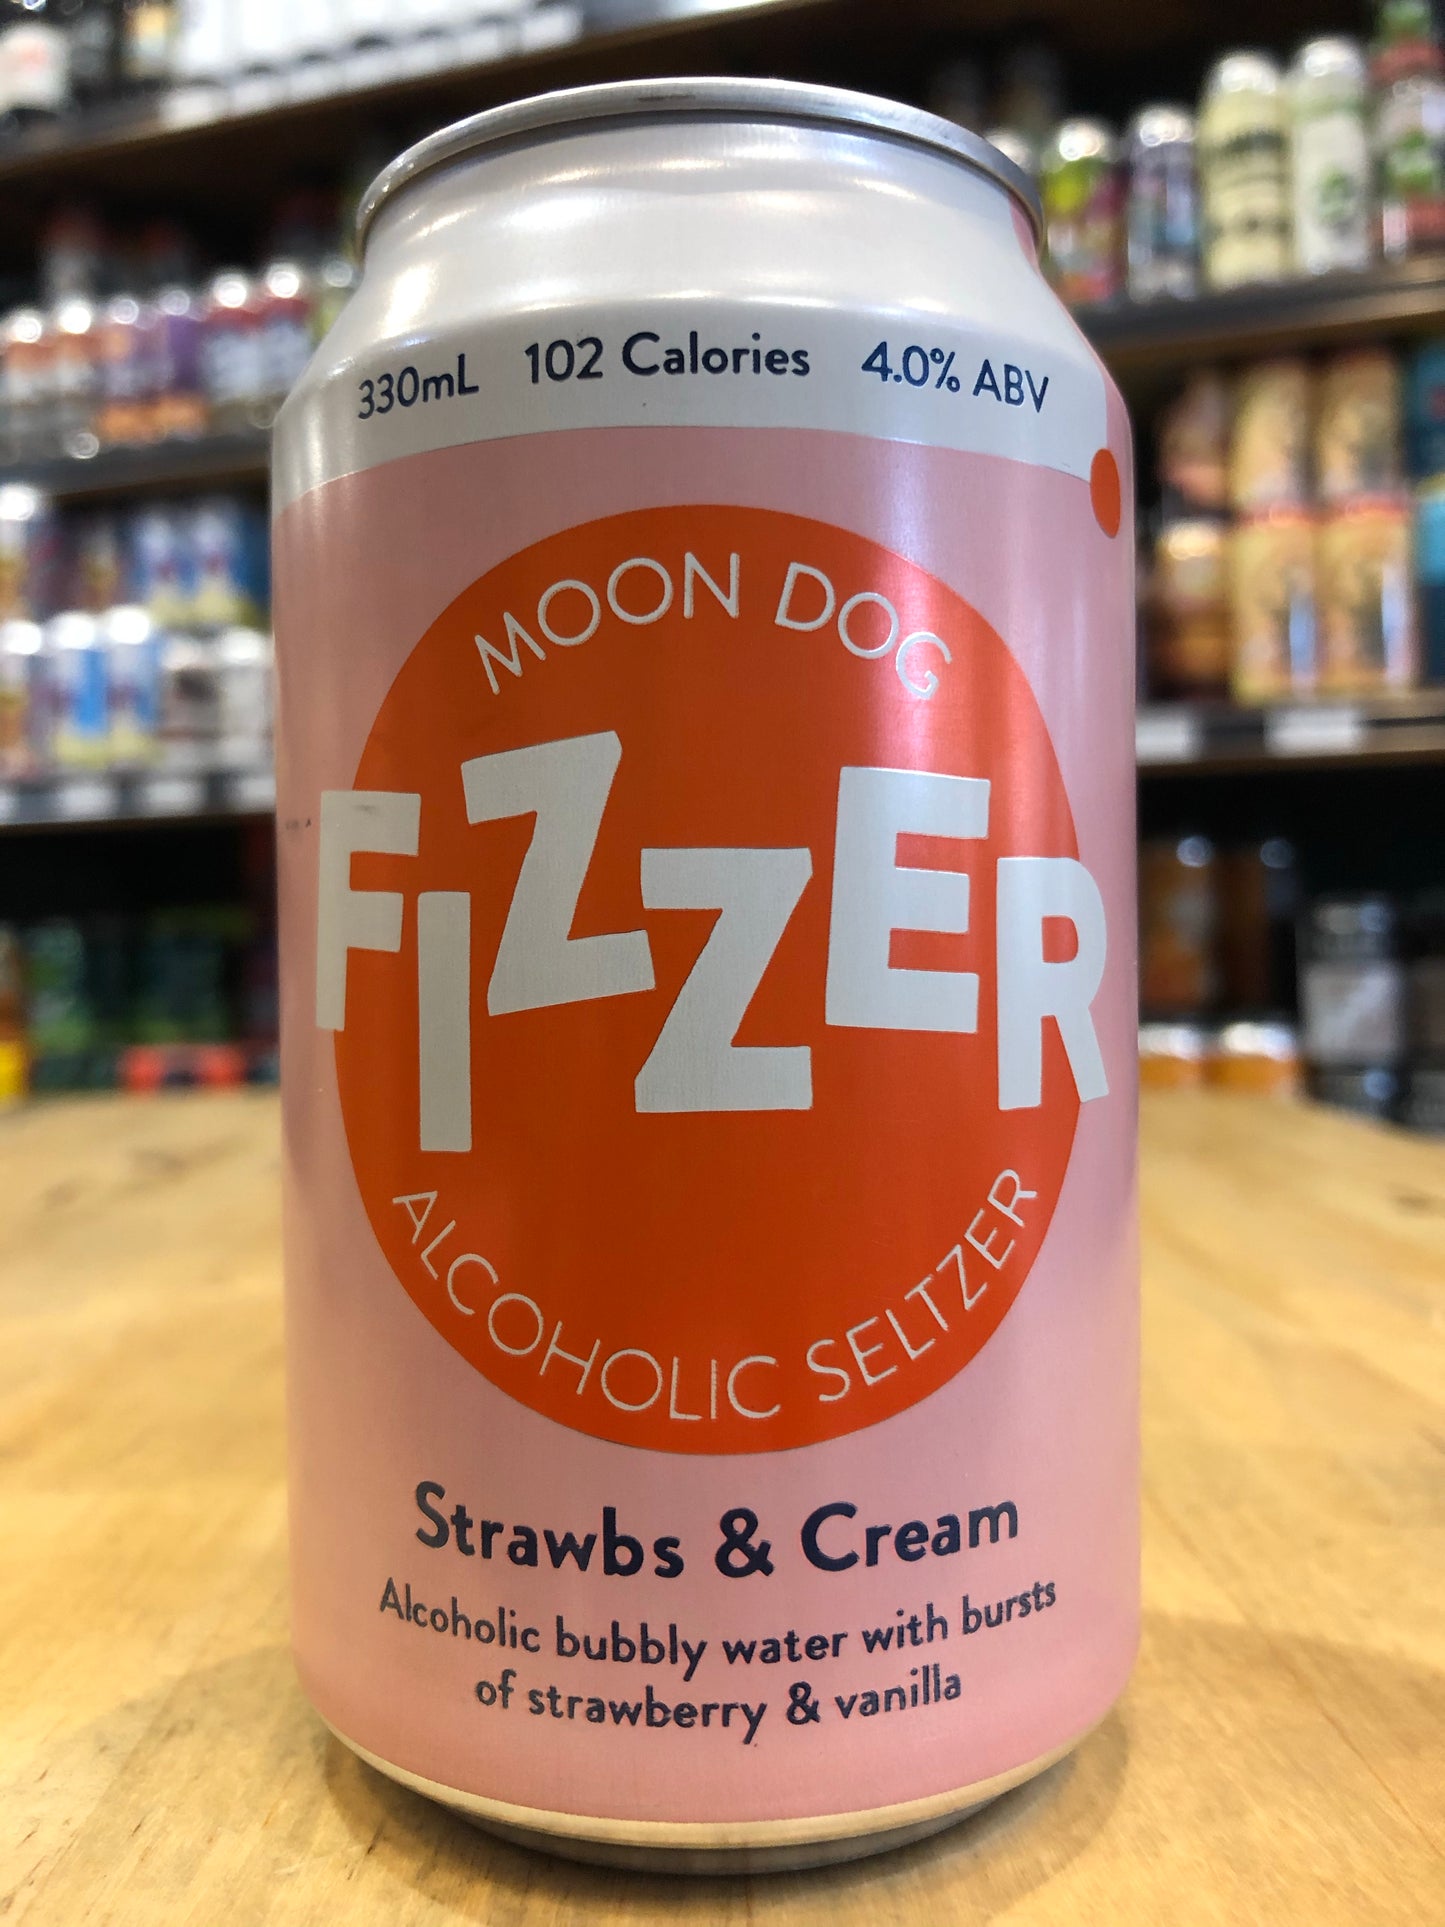 330mL 102 Calories 4.0% ABV
MOON DOG
FIZZER
ALCOHOLIC SELTZER
Strawbs & Cream
Alcoholic bubbly water with bursts
of strawberry & vanilla